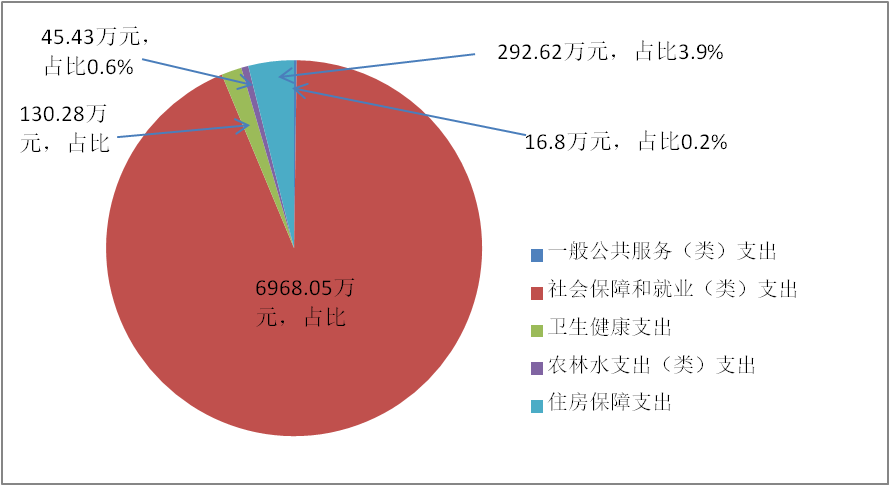 45.43万元，
占比0.6%
292.62万元，占比3.9%
130.28万
元，占比
16.8万元，占比0.2%
6968.05万
元，占比
一般公共服务（类）支出
社会保障和就业（类）支出
卫生健康支出
农林水支出（类）支出
住房保障支出